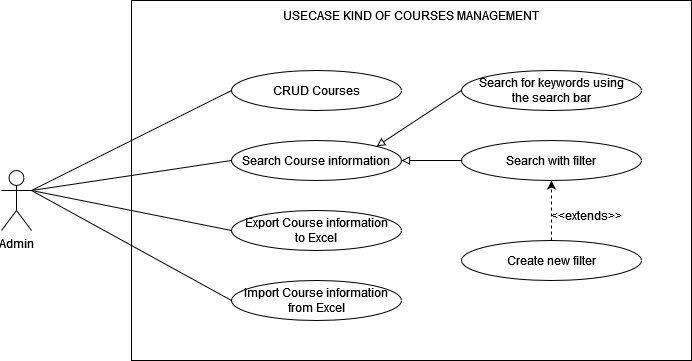 USECASE KIND OF COURSES MANAGEMENT
CRUD Courses
Search for keywords using
the search bar
Search Course information
Search with filter
<<extends>>
Admin
Export Course information
to Excel
Create new filter
Import Course information
from Excel